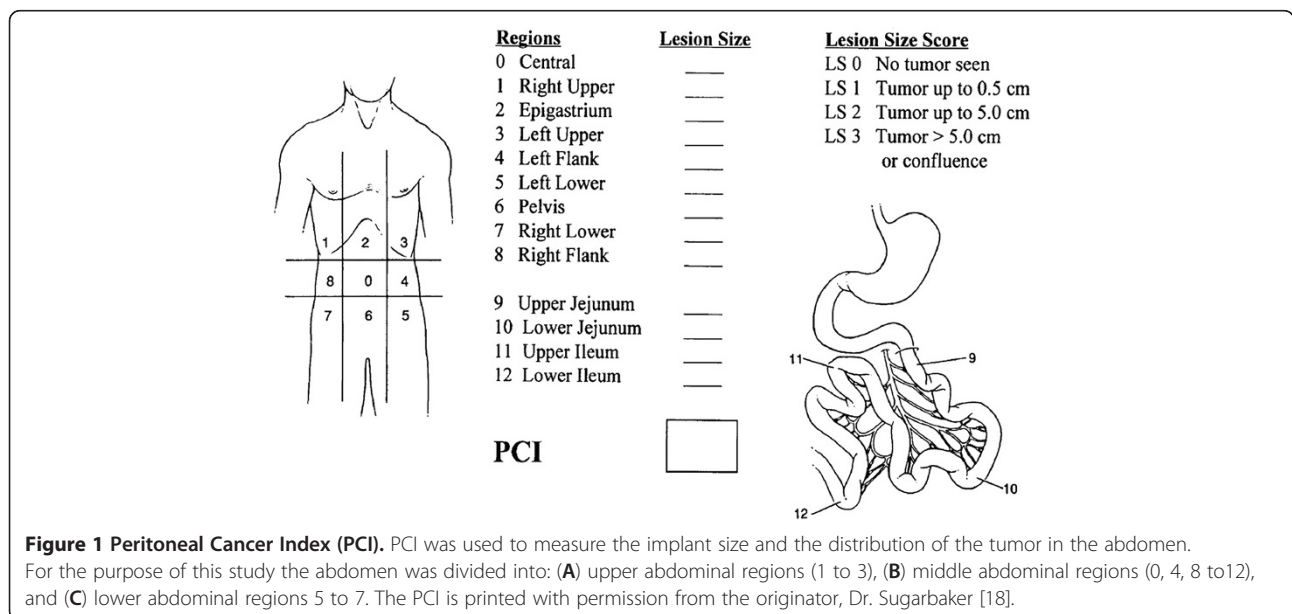 Regions
0 Central
1 Right Upper
2 Epigastrium
3 Left Upper
4 Left Flank
5 Left Lower
6 Pelvis
7 Right Lower
8 Right Flank
9 Upper Jejunum
10 Lower Jejunum
11 Upper Ileum
12 Lower Ileum
PCI
Lesion Size
Lesion Size Score
LS 0 No tumor seen
LS 1 Tumor up to 0.5 cm
LS 2 Tumor up to 5.0 cm
LS 3 Tumor > 5.0 cm
or confluence
1 2 3
8 0 4
7 6 5
11
9
10
12
Figure 1 Peritoneal Cancer Index (PCI). PCI was used to measure the implant size and the distribution of the tumor in the abdomen.
For the purpose of this study the abdomen was divided into: (A) upper abdominal regions (1 to 3), (B) middle abdominal regions (0, 4, 8 to12),
and (C) lower abdominal regions 5 to 7. The PCI is printed with permission from the originator, Dr. Sugarbaker [18].